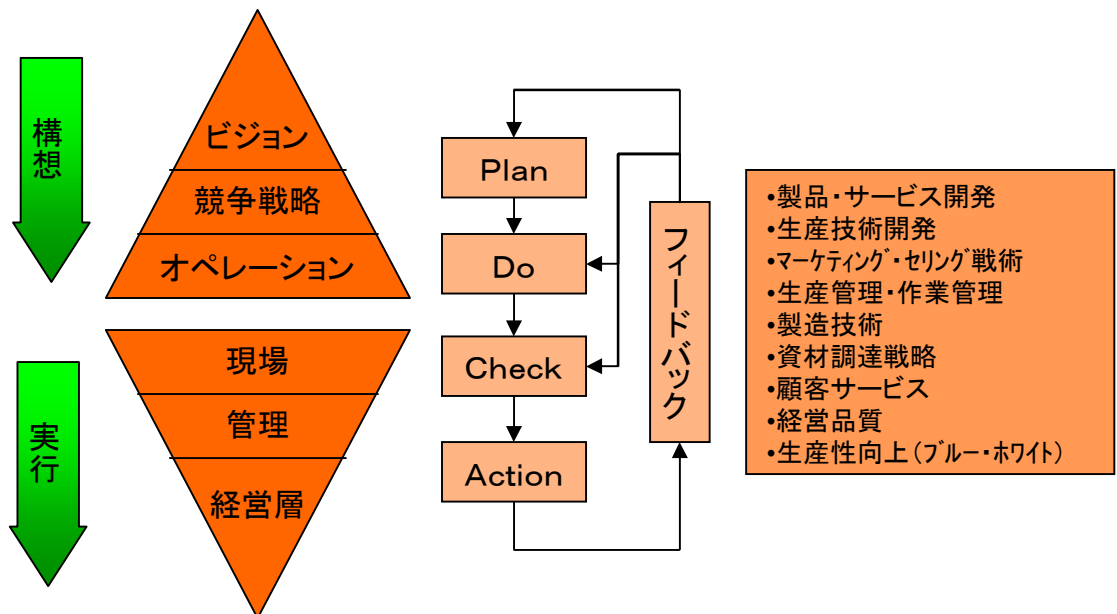 構想
ビジョン
競争戦略
オペレーション
実行
現場
管理
経営層
Plan
Do
Check
Action
フィードバック
•製品・サービス開発
•生産技術開発
•ﾏｰｹﾃｨﾝｸﾞ・ｾﾘﾝｸﾞ戦術
•生産管理・作業管理
•製造技術
•資材調達戦略
•顧客サービス
•経営品質
•生産性向上(ﾌﾞﾙｰ・ﾎﾜｲﾄ)